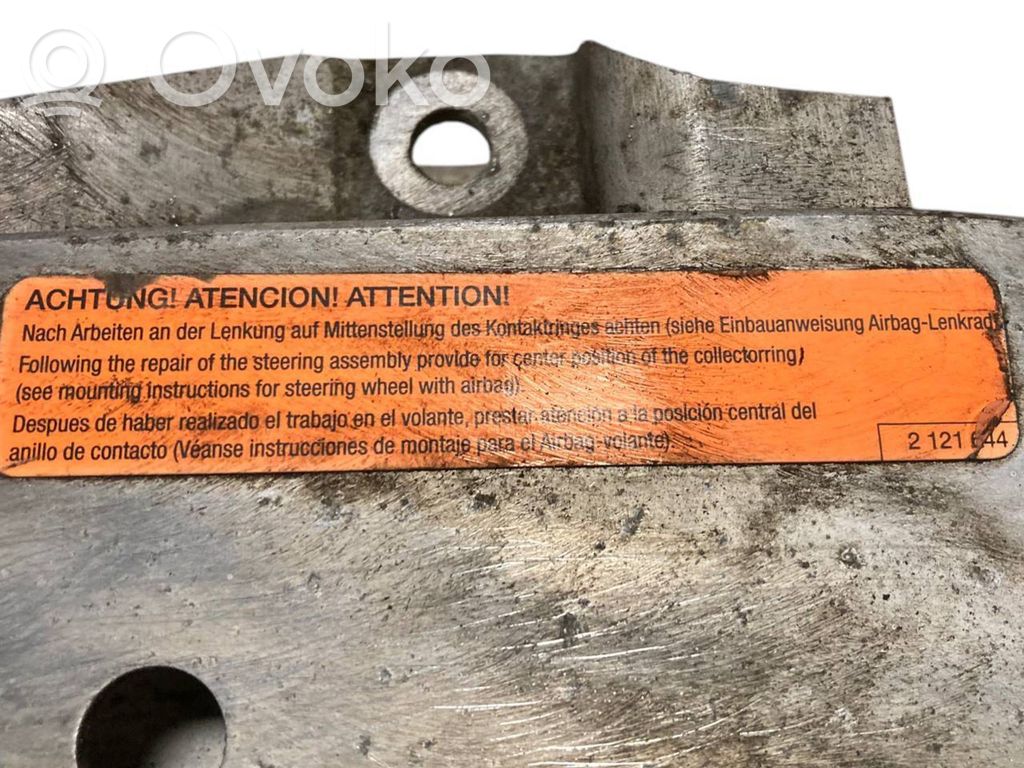 Ovoko
ACHTUNG! ATENCION! ATTENTION!
Nach Arbeiten an der Lenkung auf Mittenstellung des Kontaktringes achten (siehe Einbauanweisung Airbag-Lenkrad).
Following the repair of the steering assembly provide for center position of the collectorring)
(see mounting instructions for steering wheel with airbag).
Despues de haber realizado el trabajo en el volante, prestar atención a la posición central del
anillo de contacto (Véanse instrucciones de montaje para el Airbag-volante).
2 121